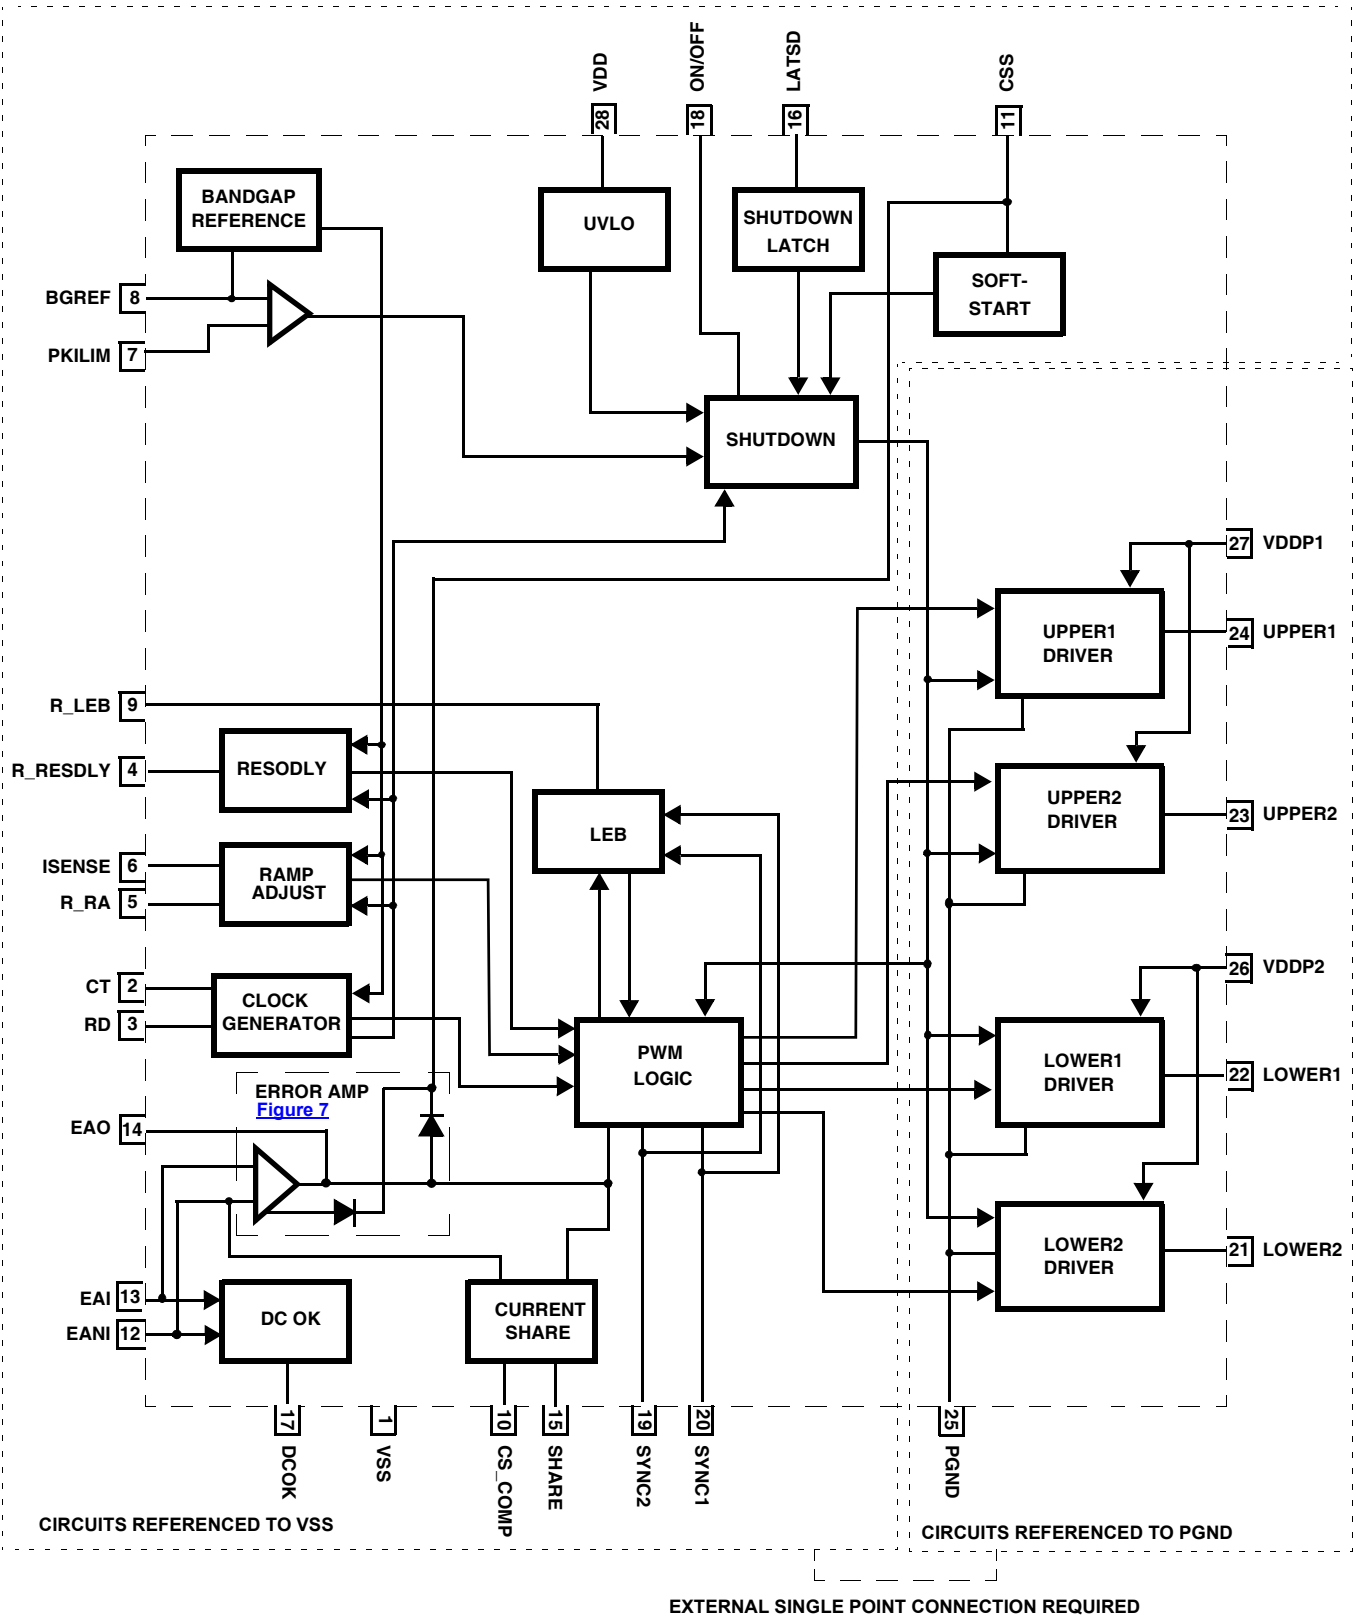 VDD
ON/OFF
LATSD
CSS
28
18
16
11
BANDGAP
REFERENCE
UVLO
SHUTDOWN
LATCH
SOFT-
START
BGREF 8
PKILIM 7
SHUTDOWN
27 VDDP1
UPPER1
DRIVER
24 UPPER1
R_LEB 9
R_RESDLY 4
RESODLY
LEB
UPPER2
DRIVER
23 UPPER2
ISENSE 6
R_RA 5
RAMP
ADJUST
CT 2
RD 3
CLOCK
GENERATOR
26 VDDP2
PWM
LOGIC
LOWER1
DRIVER
22 LOWER1
ERROR AMP
Figure 7
EAO 14
LOWER2
DRIVER
21 LOWER2
EAI 13
EANI 12
DC OK
CURRENT
SHARE
17
1
10
15
19
20
25
DCOK
VSS
CS_COMP
SHARE
SYNC2
SYNC1
PGND
CIRCUITS REFERENCED TO VSS
CIRCUITS REFERENCED TO PGND
EXTERNAL SINGLE POINT CONNECTION REQUIRED